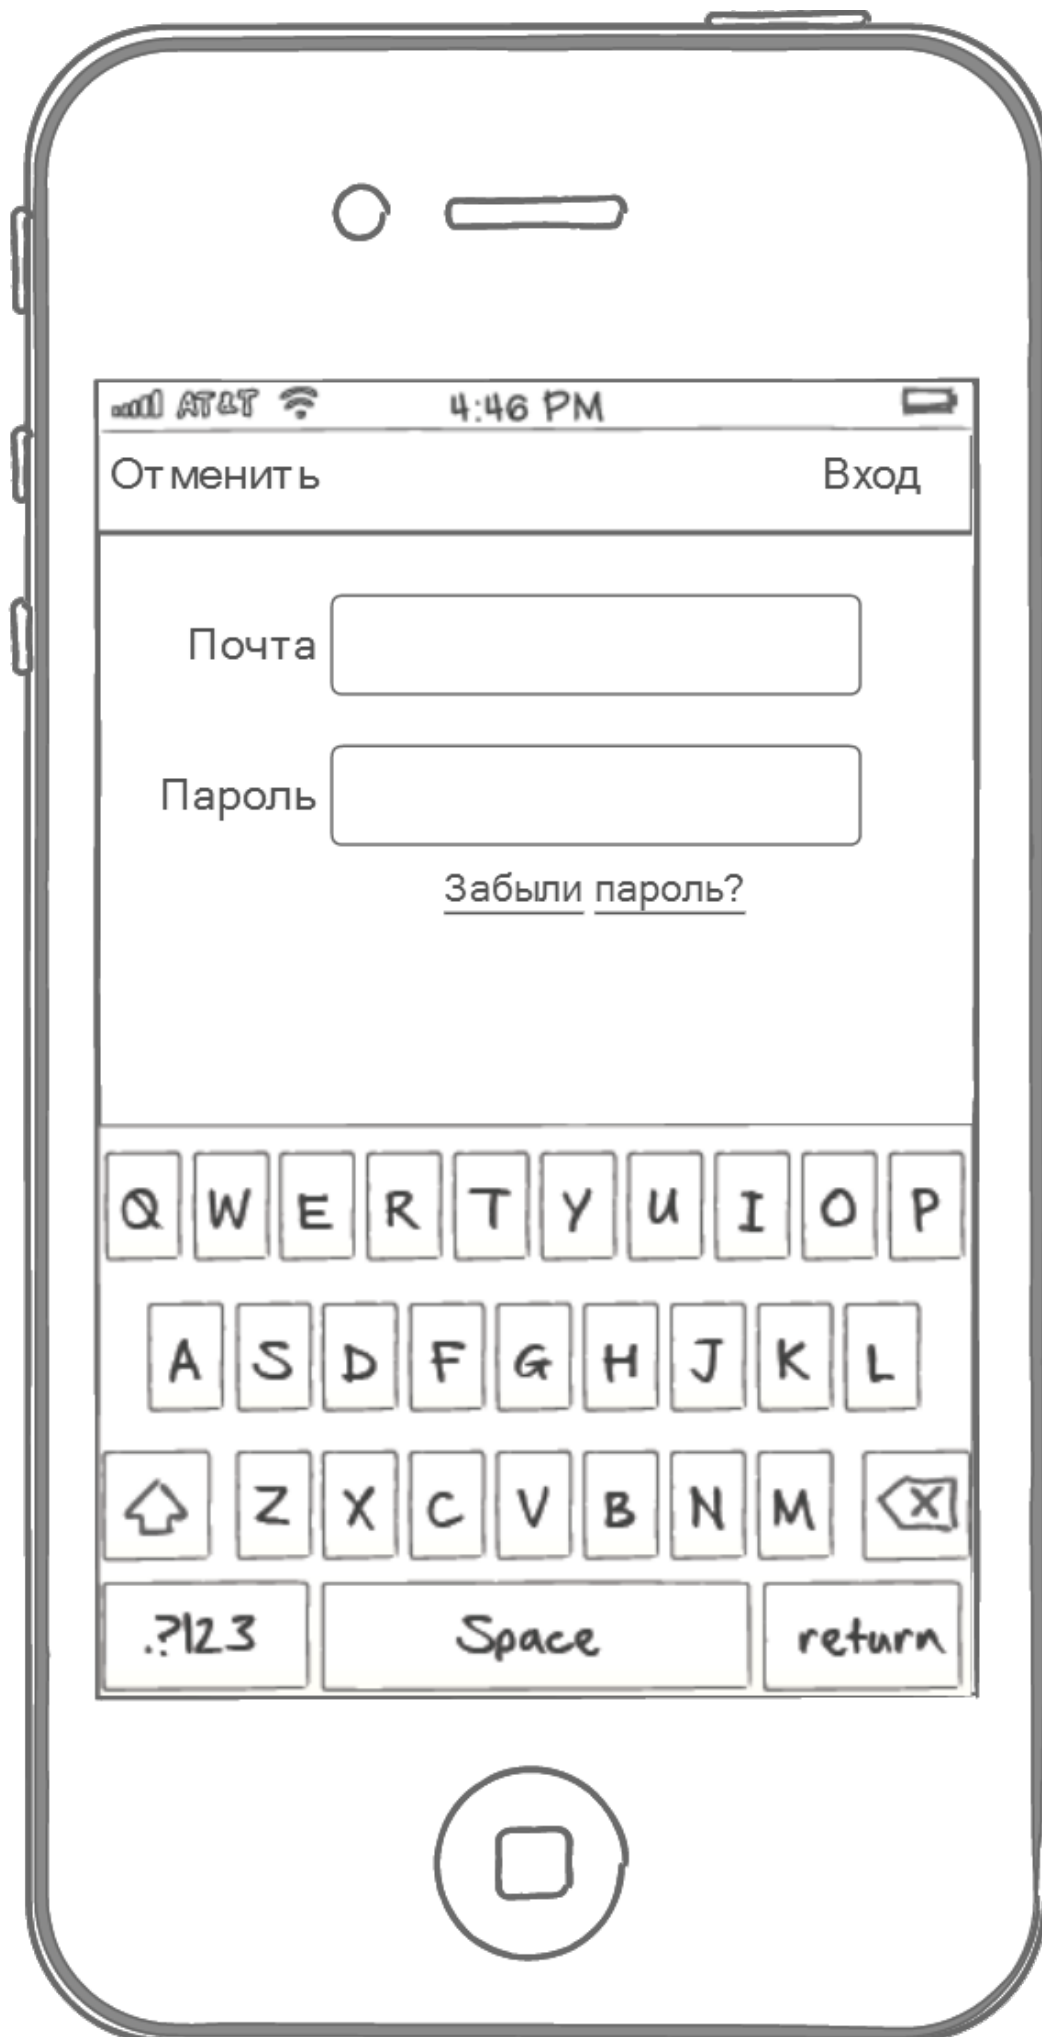 AT&T 4:46 PM
Отменить Вход
Почта
Пароль
Забыли пароль?
Q W E R T Y U I O P
A S D F G H J K L
Z X C V B N M
.?123 Space return